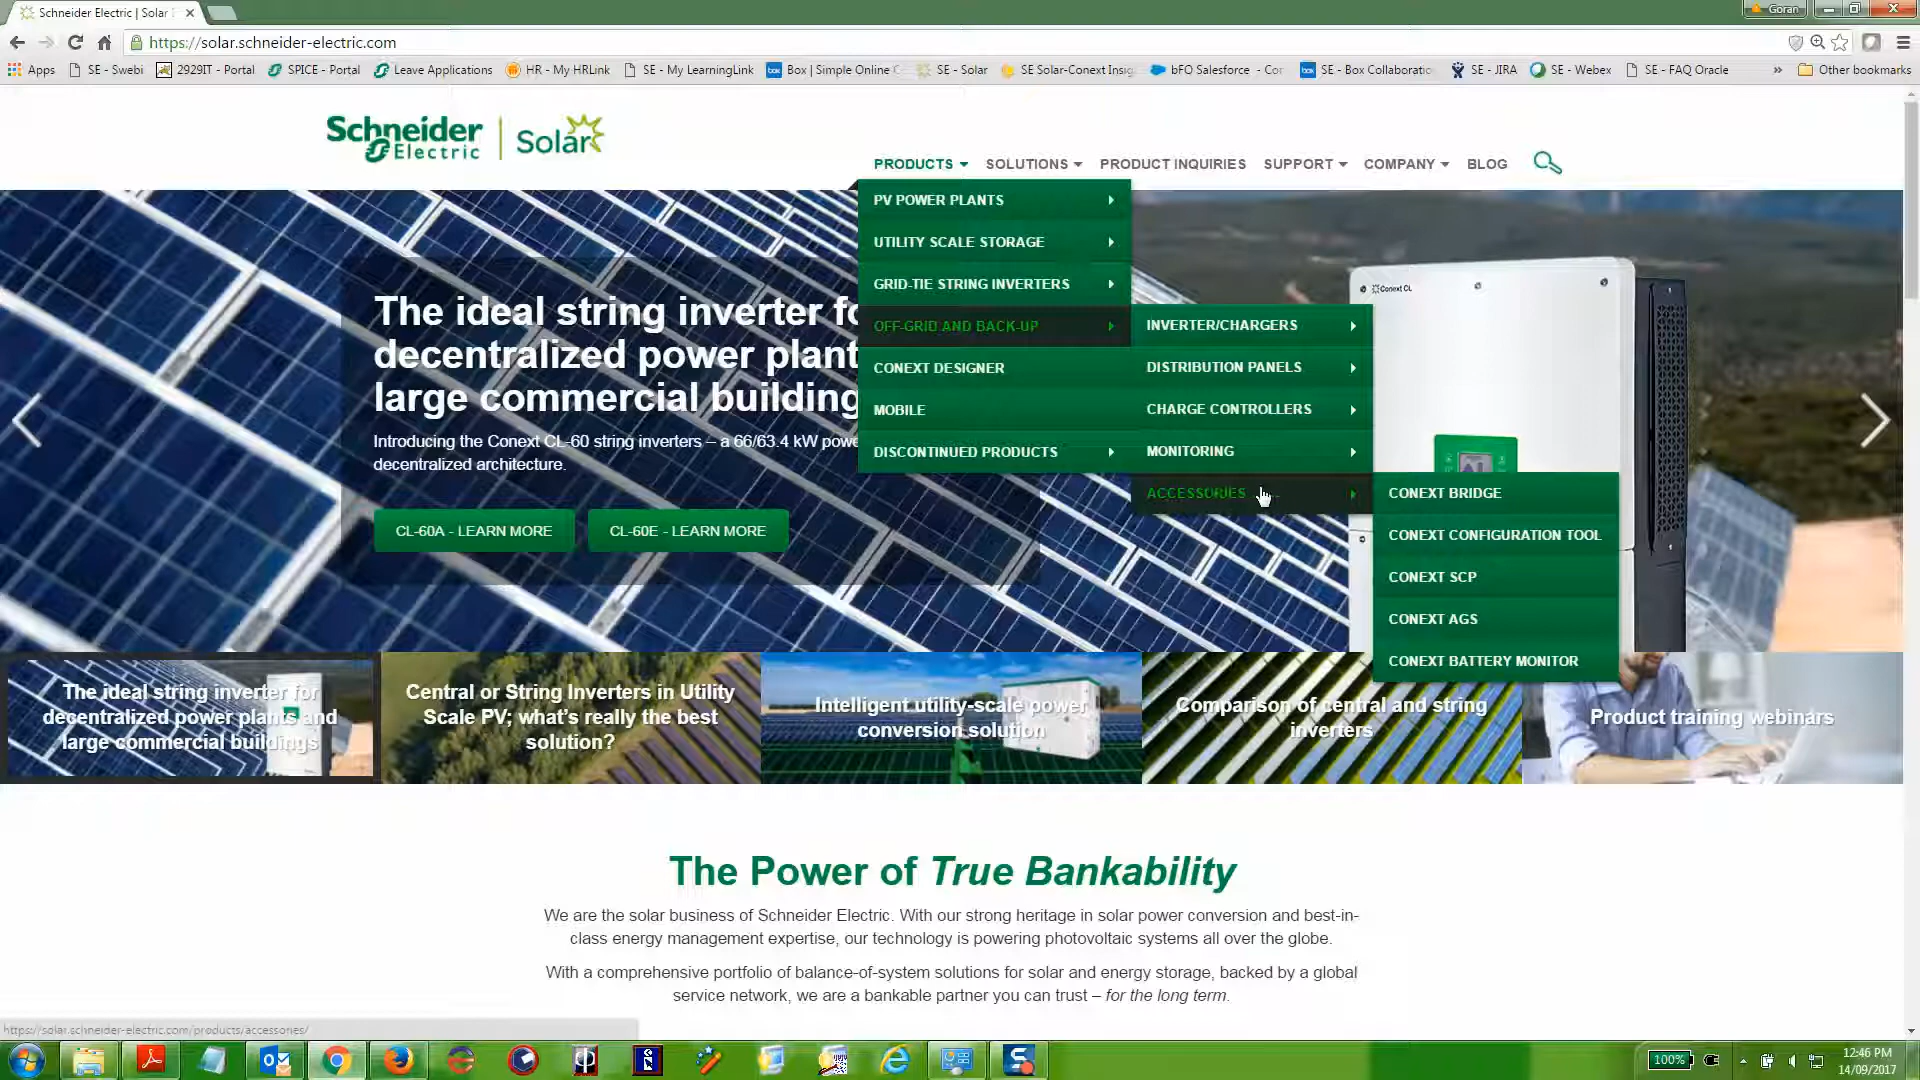 Schneider Electric | Solar
Goran
https://solar.schneider-electric.com
Apps
SE - Swebi
2929IT - Portal
SPICE - Portal
Leave Applications
HR - My HRLink
SE - My LearningLink
Box | Simple Online
SE - Solar
SE Solar-Conext Insig
bFO Salesforce - Cor
SE - Box Collaboratio
SE - JIRA
SE - Webex
SE - FAQ Oracle
»
Other bookmarks
Schneider Electric | Solar
PRODUCTS
SOLUTIONS
PRODUCT INQUIRIES
SUPPORT
COMPANY
BLOG
PV POWER PLANTS
UTILITY SCALE STORAGE
GRID-TIE STRING INVERTERS
OFF-GRID AND BACK-UP
CONEXT DESIGNER
MOBILE
DISCONTINUED PRODUCTS
INVERTER/CHARGERS
DISTRIBUTION PANELS
CHARGE CONTROLLERS
MONITORING
ACCESSORIES
CONEXT BRIDGE
CONEXT CONFIGURATION TOOL
CONEXT SCP
CONEXT AGS
CONEXT BATTERY MONITOR
Conext CL
The ideal string inverter fo
decentralized power plant
large commercial building
Introducing the Conext CL-60 string inverters – a 66/63.4 kW powe
decentralized architecture.
CL-60A - LEARN MORE
CL-60E - LEARN MORE
The ideal string inverter for
decentralized power plants and
large commercial buildings
Central or String Inverters in Utility
Scale PV; what's really the best
solution?
Intelligent utility-scale power
conversion solution
Comparison of central and string
inverters
Product training webinars
The Power of True Bankability
We are the solar business of Schneider Electric. With our strong heritage in solar power conversion and best-in-
class energy management expertise, our technology is powering photovoltaic systems all over the globe.
With a comprehensive portfolio of balance-of-system solutions for solar and energy storage, backed by a global
service network, we are a bankable partner you can trust – for the long term.
https://solar.schneider-electric.com/products/accessories/
100%
12:46 PM
14/09/2017